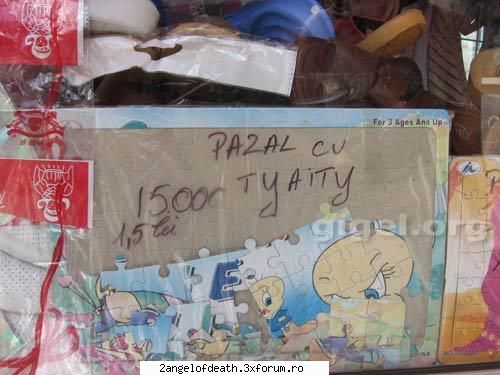 For 3 Ages And Up
PAZAL CU
15000 TYAITY
1,5 lei
gigel.org
E
2angelofdeath.3xforum.ro